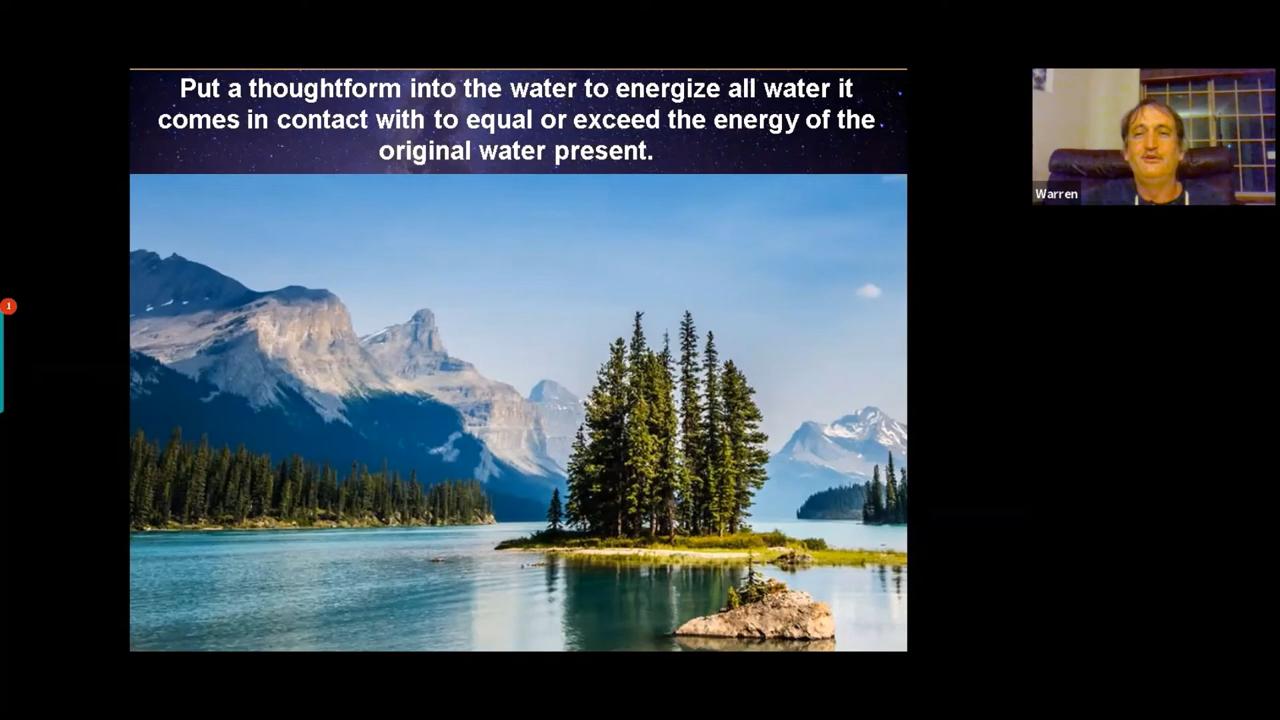 Put a thoughtform into the water to energize all water it
comes in contact with to equal or exceed the energy of the
original water present.
Warren
1